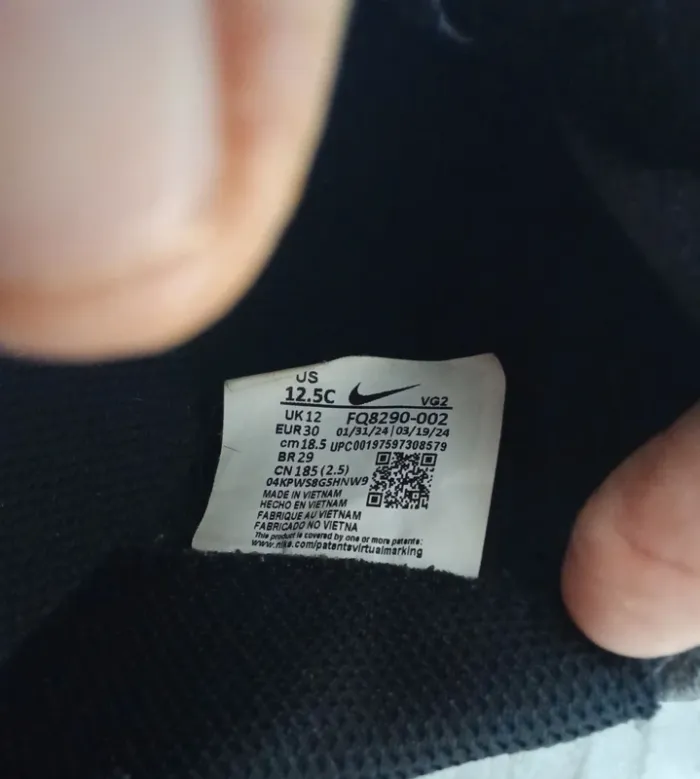 US
12.5C VG2
UK 12 FQ8290-002
EUR 30 01/31/24 | 03/19/24
cm 18.5 UPC00197597308579
BR 29
CN 185 (2.5)
04KPWS8G5HNW9
MADE IN VIETNAM
HECHO EN VIETNAM
FABRIQUE AU VIETNAM
FABRICADO NO VIETNA
This product is covered by one or more patents:
www.nike.com/patentsvirtualmarking